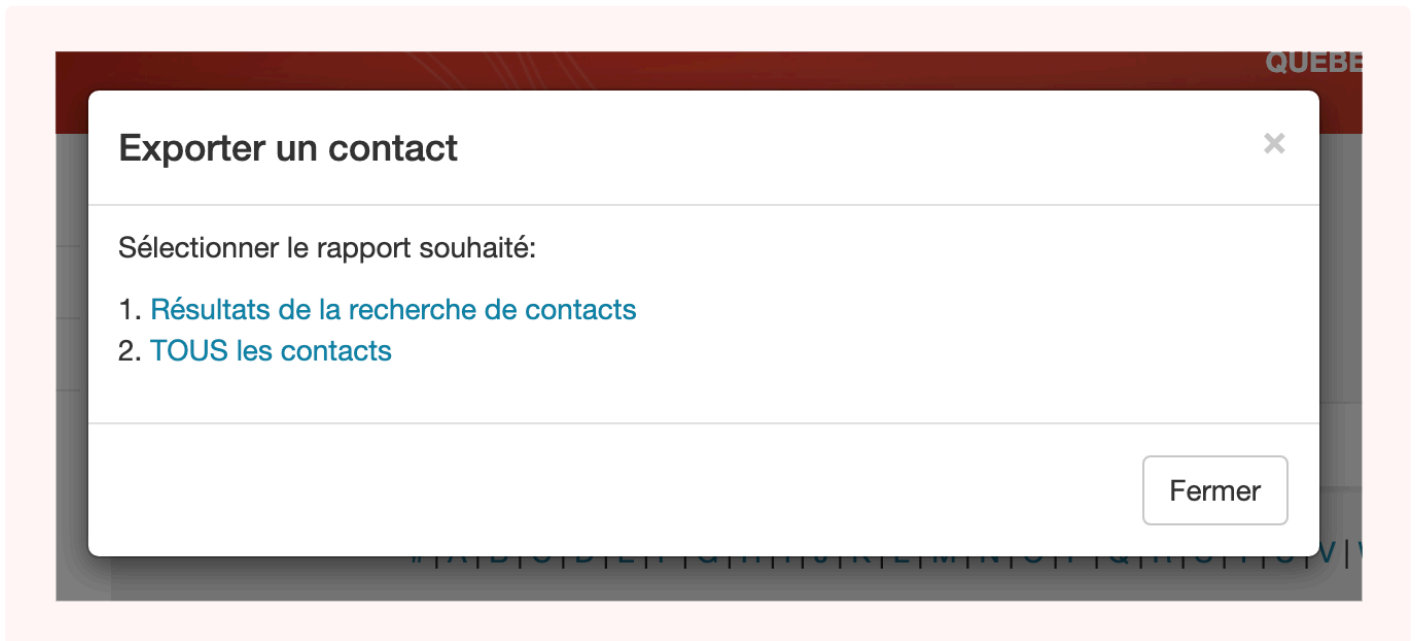 QUEBE
Exporter un contact
×
Sélectionner le rapport souhaité:
1. Résultats de la recherche de contacts
2. TOUS les contacts
Fermer